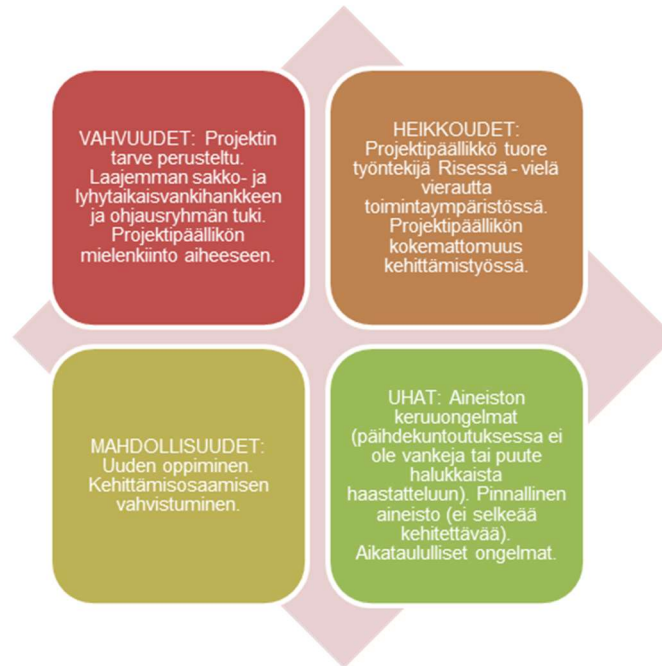 VAHVUUDET: Projektin
tarve perusteltu.
Laajemman sakko- ja
lyhytaikaisvankihankkeen
ja ohjausryhmän tuki.
Projektipäällikön
mielenkiinto aiheeseen.
HEIKKOUDET:
Projektipäällikkö tuore
työntekijä Risessä - vielä
vierautta
toimintaympäristössä.
Projektipäällikön
kokemattomuus
kehittämistyössä.
MAHDOLLISUUDET:
Uuden oppiminen.
Kehittämisosaamisen
vahvistuminen.
UHAT: Aineiston
keruuongelmat
(päihdekuntoutuksessa ei
ole vankeja tai puute
halukkaista
haastatteluun). Pinnallinen
aineisto (ei selkeää
kehitettävää).
Aikataululliset ongelmat.